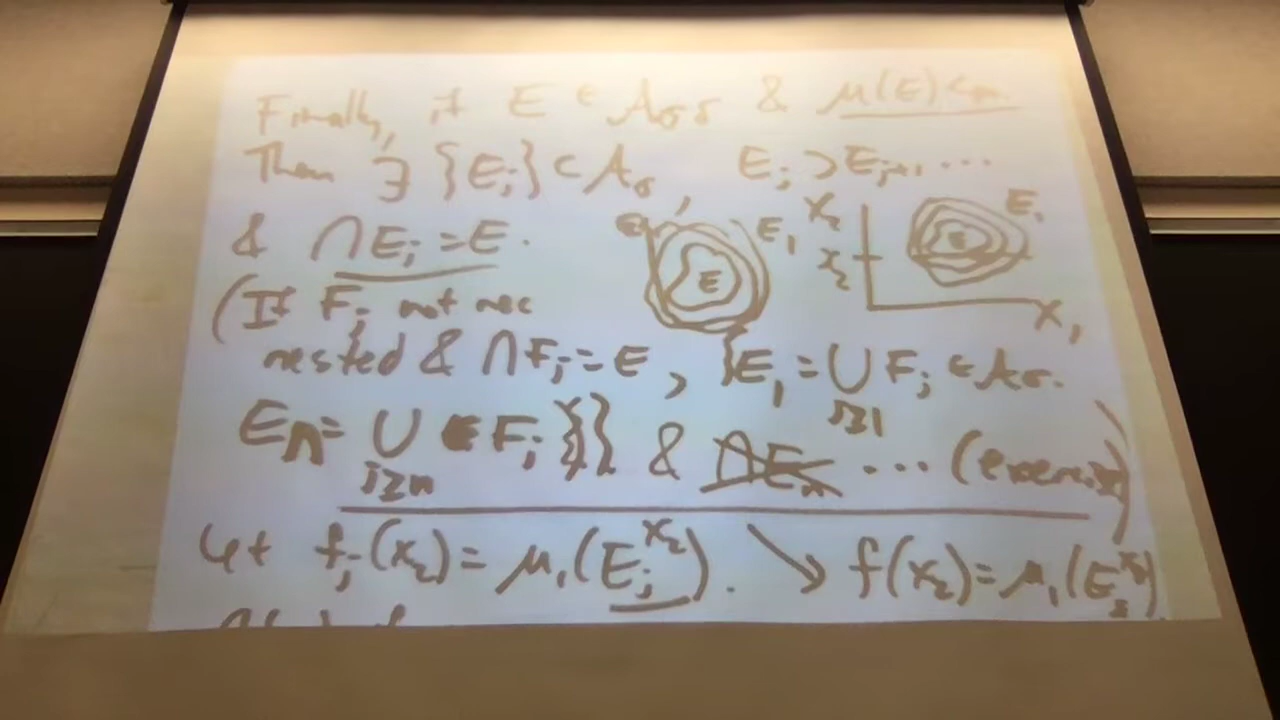 Finally, if E ∈ A_σδ & μ(E) < ∞
Then ∃ {E_j} ⊂ A_σ, E_j ⊃ E_j+1 ...
& ∩E_j = E.
E_1
E
X_2
x_2
E_1
E
X_1
(If F_j not nec
nested & ∩F_j = E, {E_1 = ∪_{j≥1} F_j ∈ A_σ.
E_n = ∪_{j≥n} F_j }} & ∩E_n ... (exercise))
Let f_j(x_2) = μ_1(E_j^{x_2}). ↘ f(x_2) = μ_1(E^{x_2})